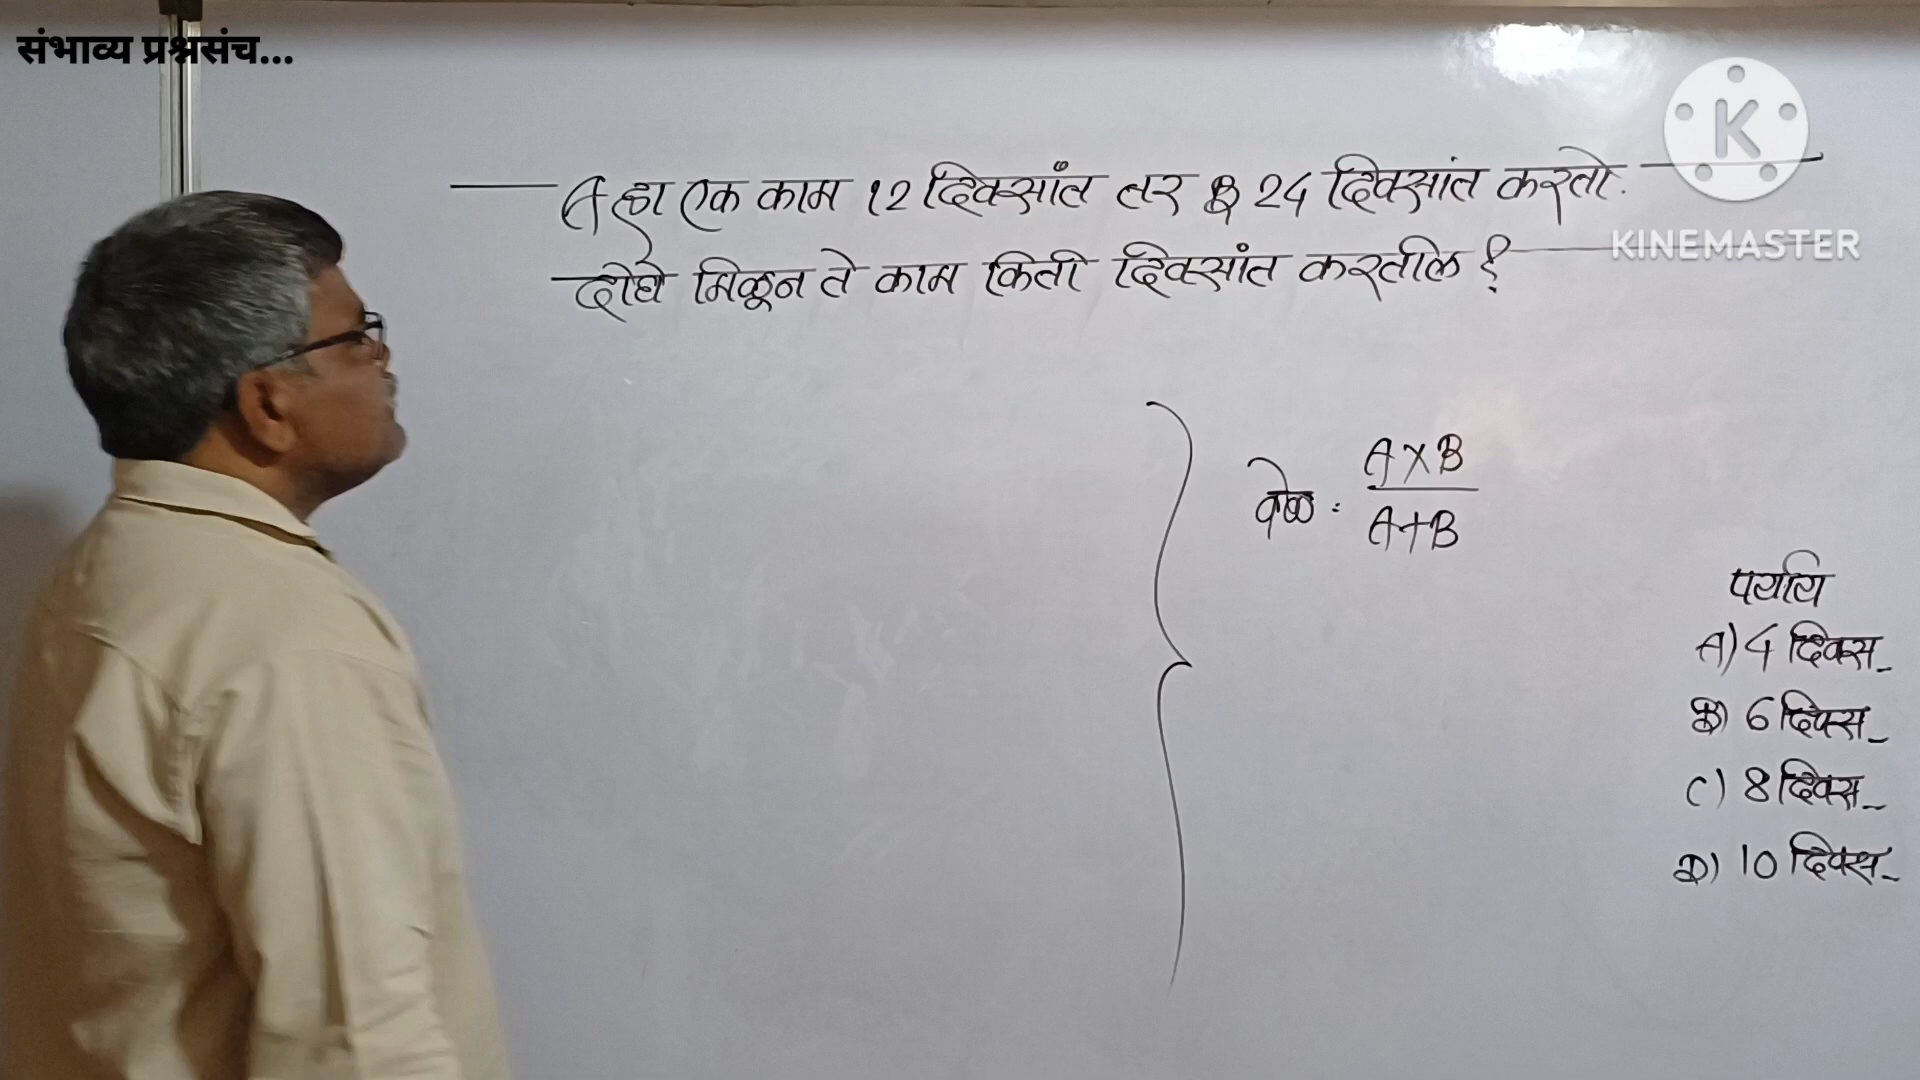 संभाव्य प्रश्नसंच...
K
KINEMASTER
A हा एक काम 12 दिवसांत तर B 24 दिवसांत करतो.
दोघे मिळून ते काम किती दिवसांत करतील ?
वेळ = A × B
A + B
पर्याय
A) 4 दिवस
B) 6 दिवस
C) 8 दिवस
D) 10 दिवस